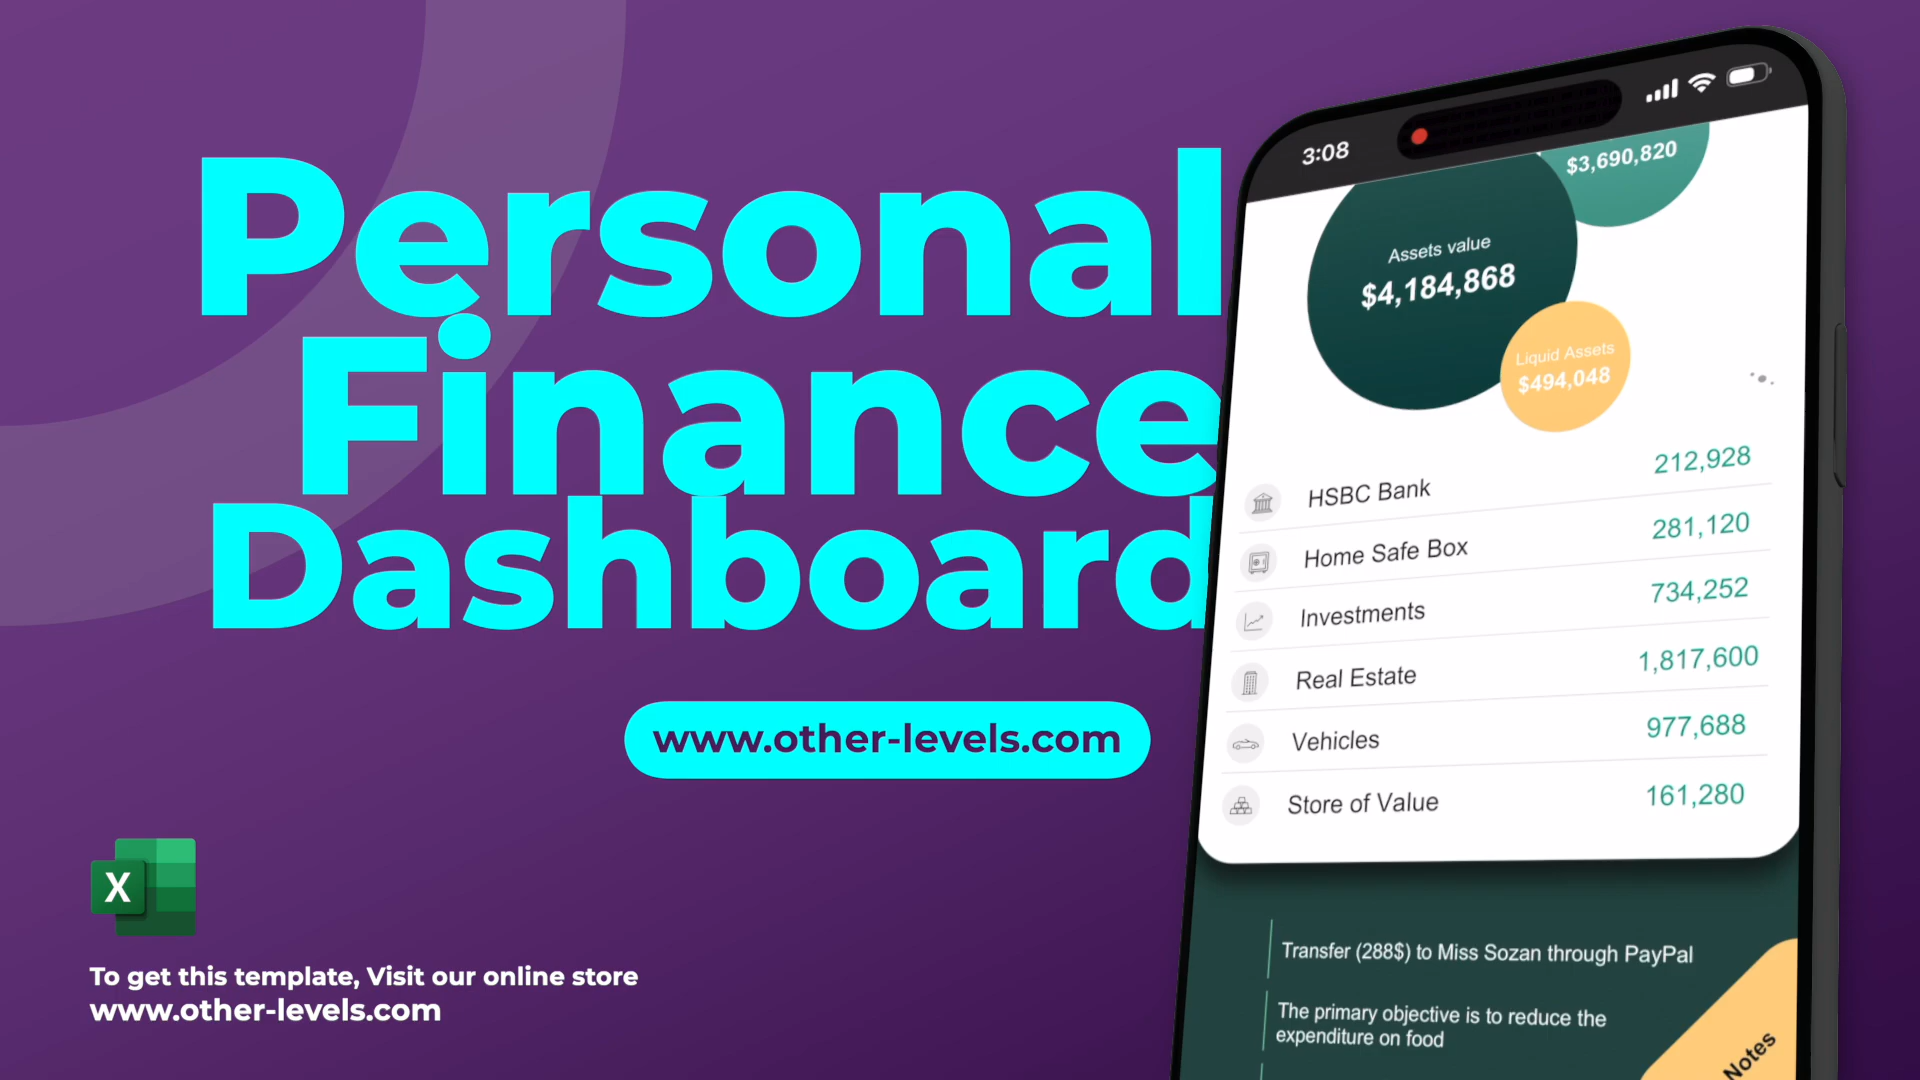 Personal
Finance
Dashboard
www.other-levels.com
X
To get this template, Visit our online store
www.other-levels.com
3:08
$3,690,820
Assets value
$4,184,868
Liquid Assets
$494,048
HSBC Bank 212,928
Home Safe Box 281,120
Investments 734,252
Real Estate 1,817,600
Vehicles 977,688
Store of Value 161,280
Transfer (288$) to Miss Sozan through PayPal
The primary objective is to reduce the
expenditure on food
Notes